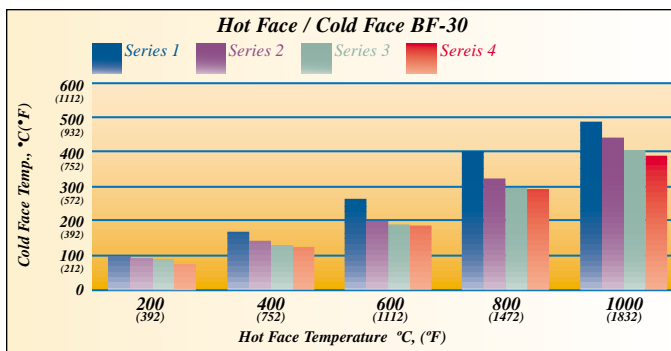 Hot Face / Cold Face BF-30
Series 1 Series 2 Series 3 Sereis 4
Cold Face Temp., °C(°F)
600
(1112)
500
(932)
400
(752)
300
(572)
200
(392)
100
(212)
0
200 400 600 800 1000
(392) (752) (1112) (1472) (1832)
Hot Face Temperature °C, (°F)